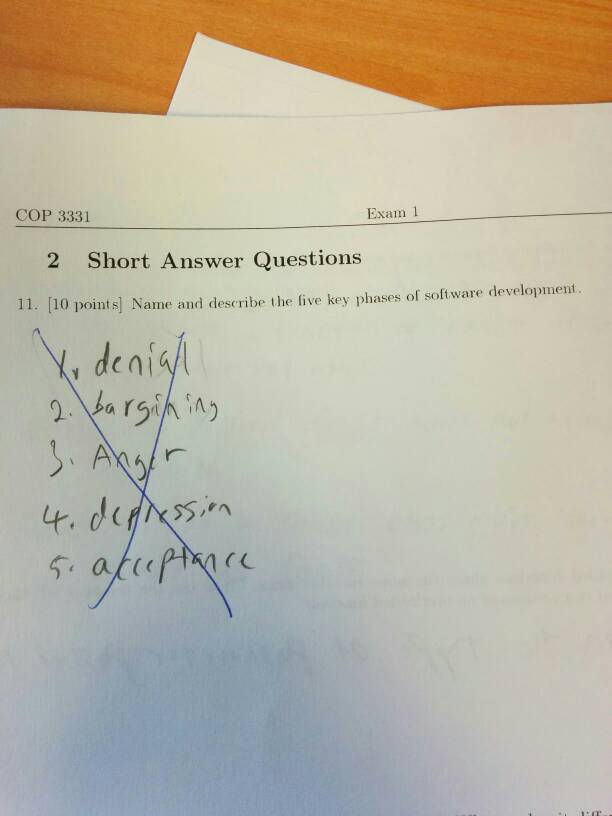 COP 3331 Exam 1
2 Short Answer Questions
11. [10 points] Name and describe the five key phases of software development.
1. denial
2. bargining
3. Anger
4. depression
5. acceptance